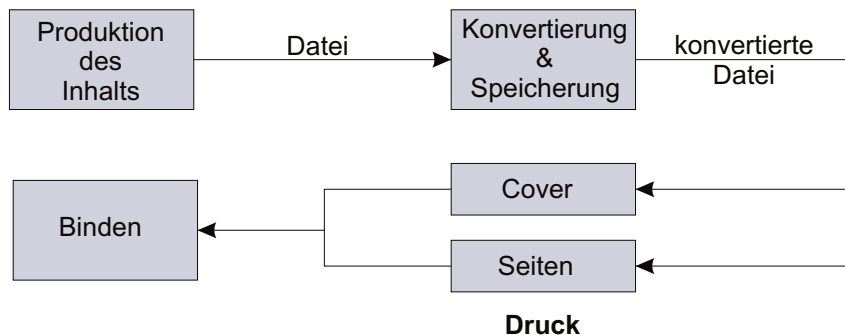 Produktion
des
Inhalts
Datei
Konvertierung
&
Speicherung
konvertierte
Datei
Cover
Binden
Seiten
Druck